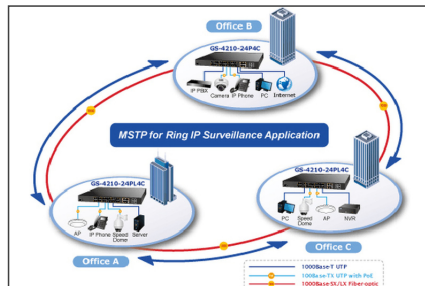 Office B
GS-4210-24P4C
IP PBX
Camera
IP Phone
PC
Internet
MSTP for Ring IP Surveillance Application
GS-4210-24PL4C
AP
IP Phone
Speed
Dome
Server
Office A
GS-4210-24PL4C
PC
Speed
Dome
AP
NVR
Office C
1000Base-T UTP
1000Base-TX UTP with PoE
1000Base-SX/LX Fiber-optic